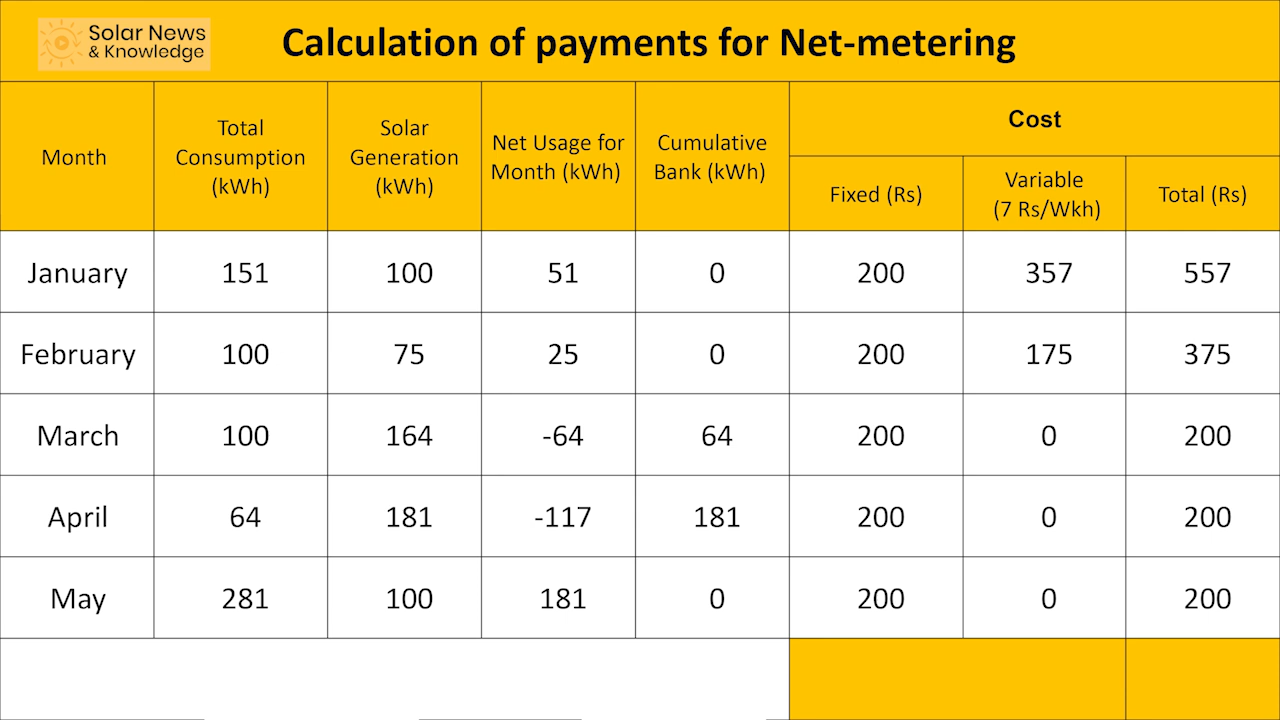 Solar News
& Knowledge
Calculation of payments for Net-metering
Month
Total
Consumption
(kWh)
Solar
Generation
(kWh)
Net Usage for
Month (kWh)
Cumulative
Bank (kWh)
Cost
Fixed (Rs)
Variable
(7 Rs/Wkh)
Total (Rs)
January 151 100 51 0 200 357 557
February 100 75 25 0 200 175 375
March 100 164 -64 64 200 0 200
April 64 181 -117 181 200 0 200
May 281 100 181 0 200 0 200